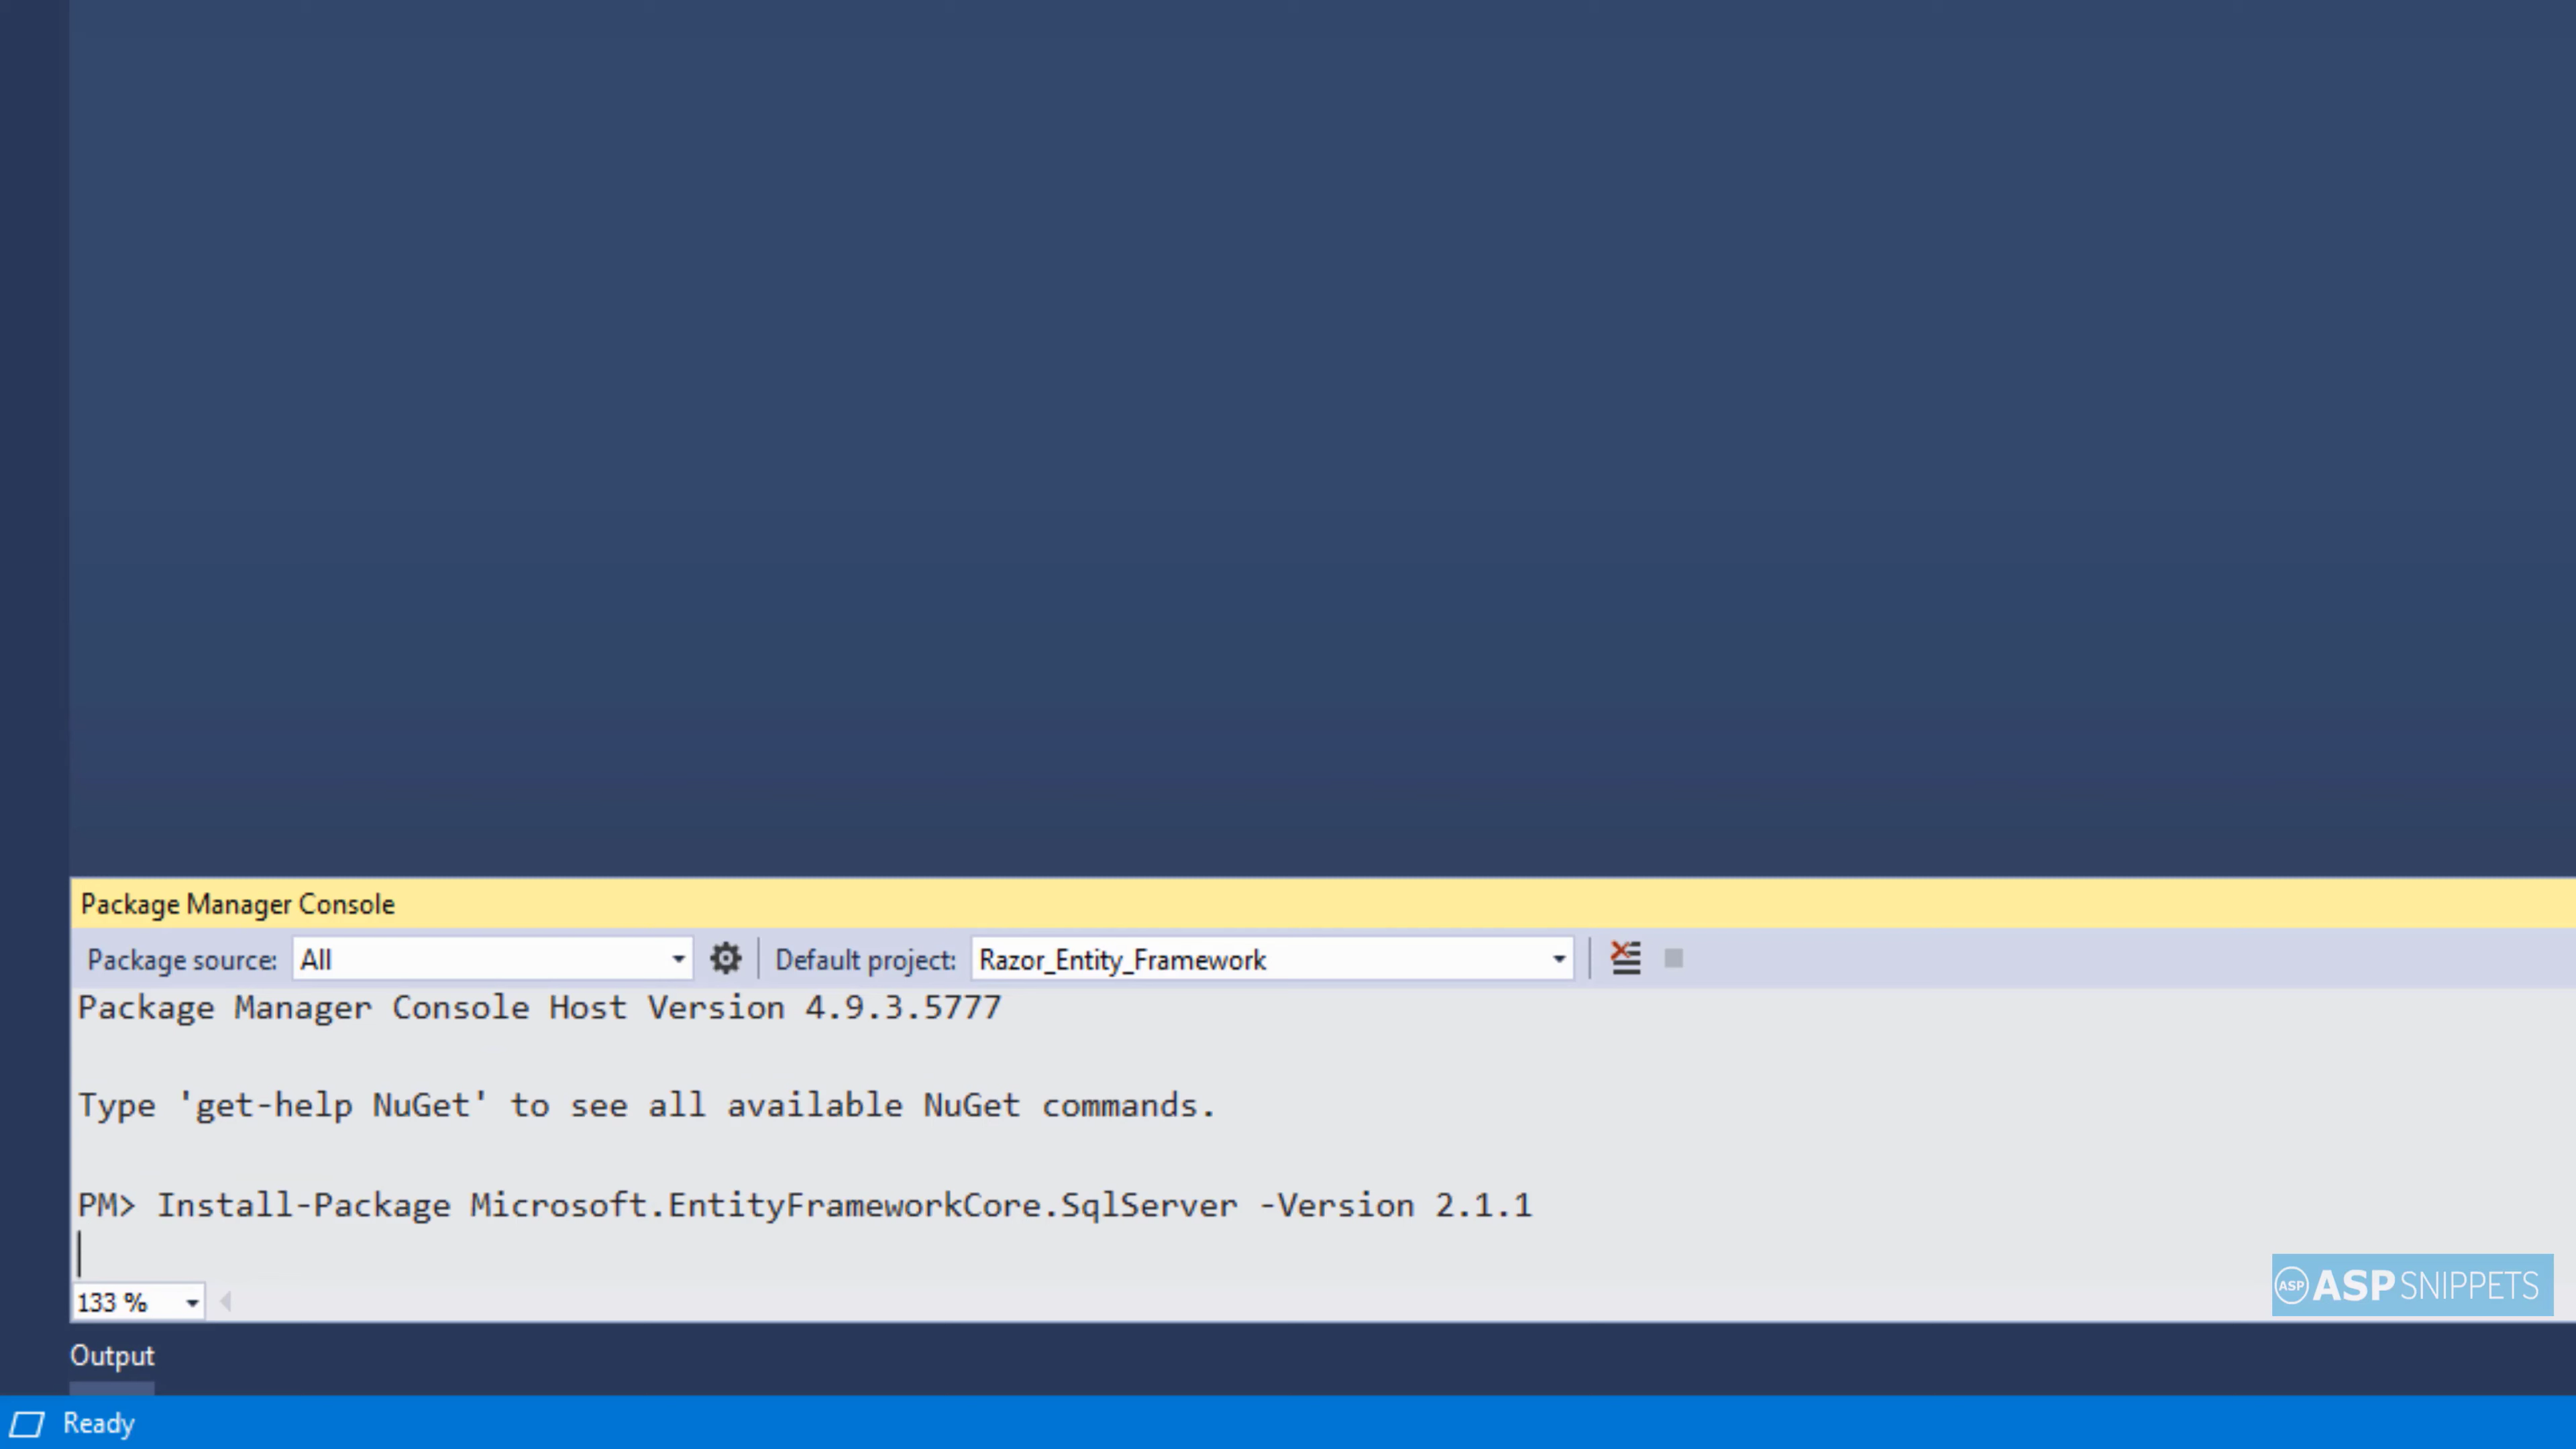 Package Manager Console
Package source: All Default project: Razor_Entity_Framework
Package Manager Console Host Version 4.9.3.5777
Type 'get-help NuGet' to see all available NuGet commands.
PM> Install-Package Microsoft.EntityFrameworkCore.SqlServer -Version 2.1.1
ASP ASPSNIPPETS
133 %
Output
Ready